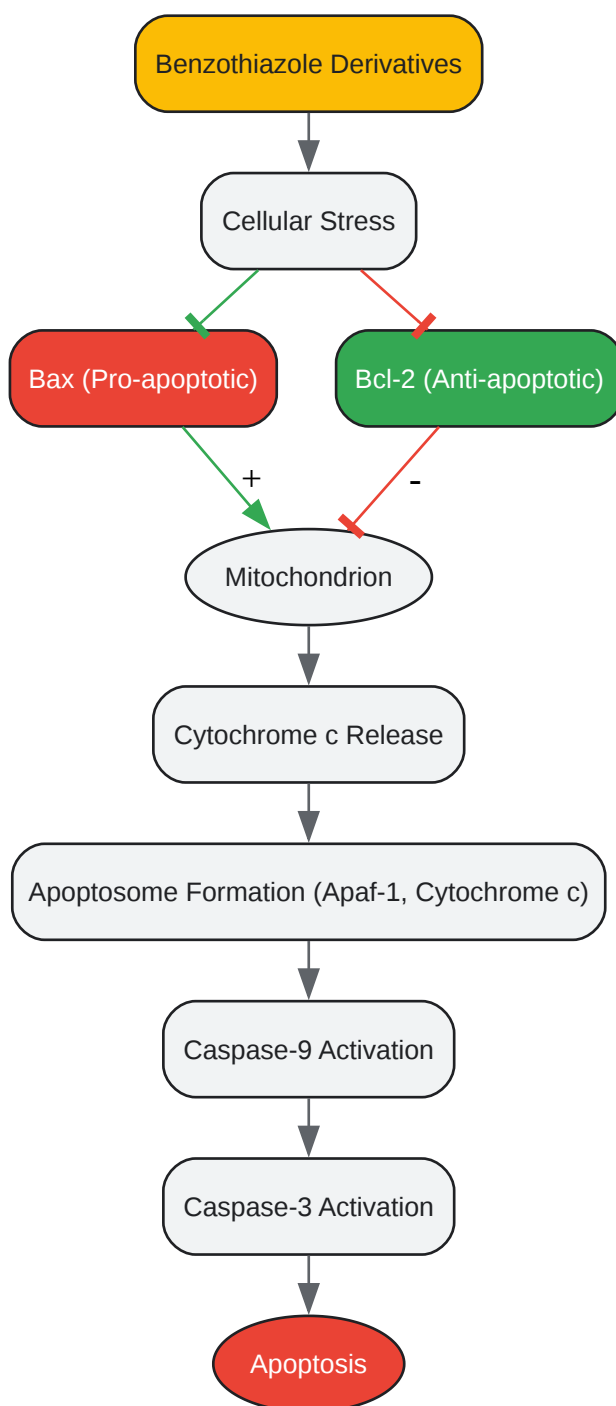 Benzothiazole Derivatives
Cellular Stress
Bax (Pro-apoptotic)
Bcl-2 (Anti-apoptotic)
+
-
Mitochondrion
Cytochrome c Release
Apoptosome Formation (Apaf-1, Cytochrome c)
Caspase-9 Activation
Caspase-3 Activation
Apoptosis